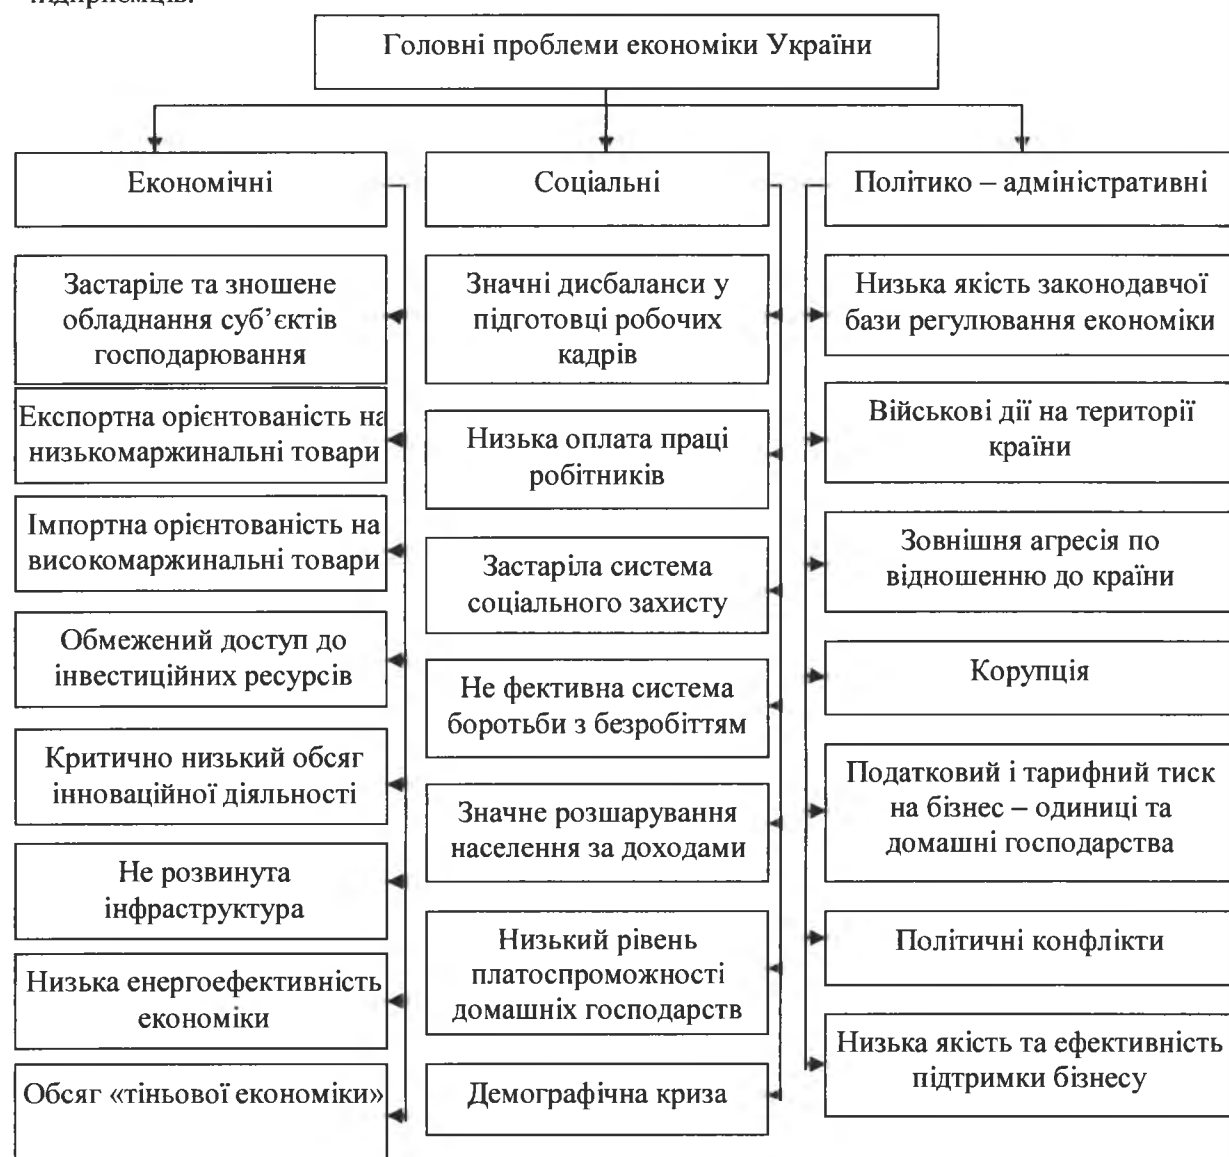 Головні проблеми економіки України
Економічні
Застаріле та зношене
обладнання суб’єктів
господарювання
Експортна орієнтованість на
низькомаржинальні товари
Імпортна орієнтованість на
високомаржинальні товари
Обмежений доступ до
інвестиційних ресурсів
Критично низький обсяг
інноваційної діяльності
Не розвинута
інфраструктура
Низька енергоефективність
економіки
Обсяг «тіньової економіки»
Соціальні
Значні дисбаланси у
підготовці робочих
кадрів
Низька оплата праці
робітників
Застаріла система
соціального захисту
Не фективна система
боротьби з безробіттям
Значне розшарування
населення за доходами
Низький рівень
платоспроможності
домашніх господарств
Демографічна криза
Політико – адміністративні
Низька якість законодавчої
бази регулювання економіки
Військові дії на території
країни
Зовнішня агресія по
відношенню до країни
Корупція
Податковий і тарифний тиск
на бізнес – одиниці та
домашні господарства
Політичні конфлікти
Низька якість та ефективність
підтримки бізнесу